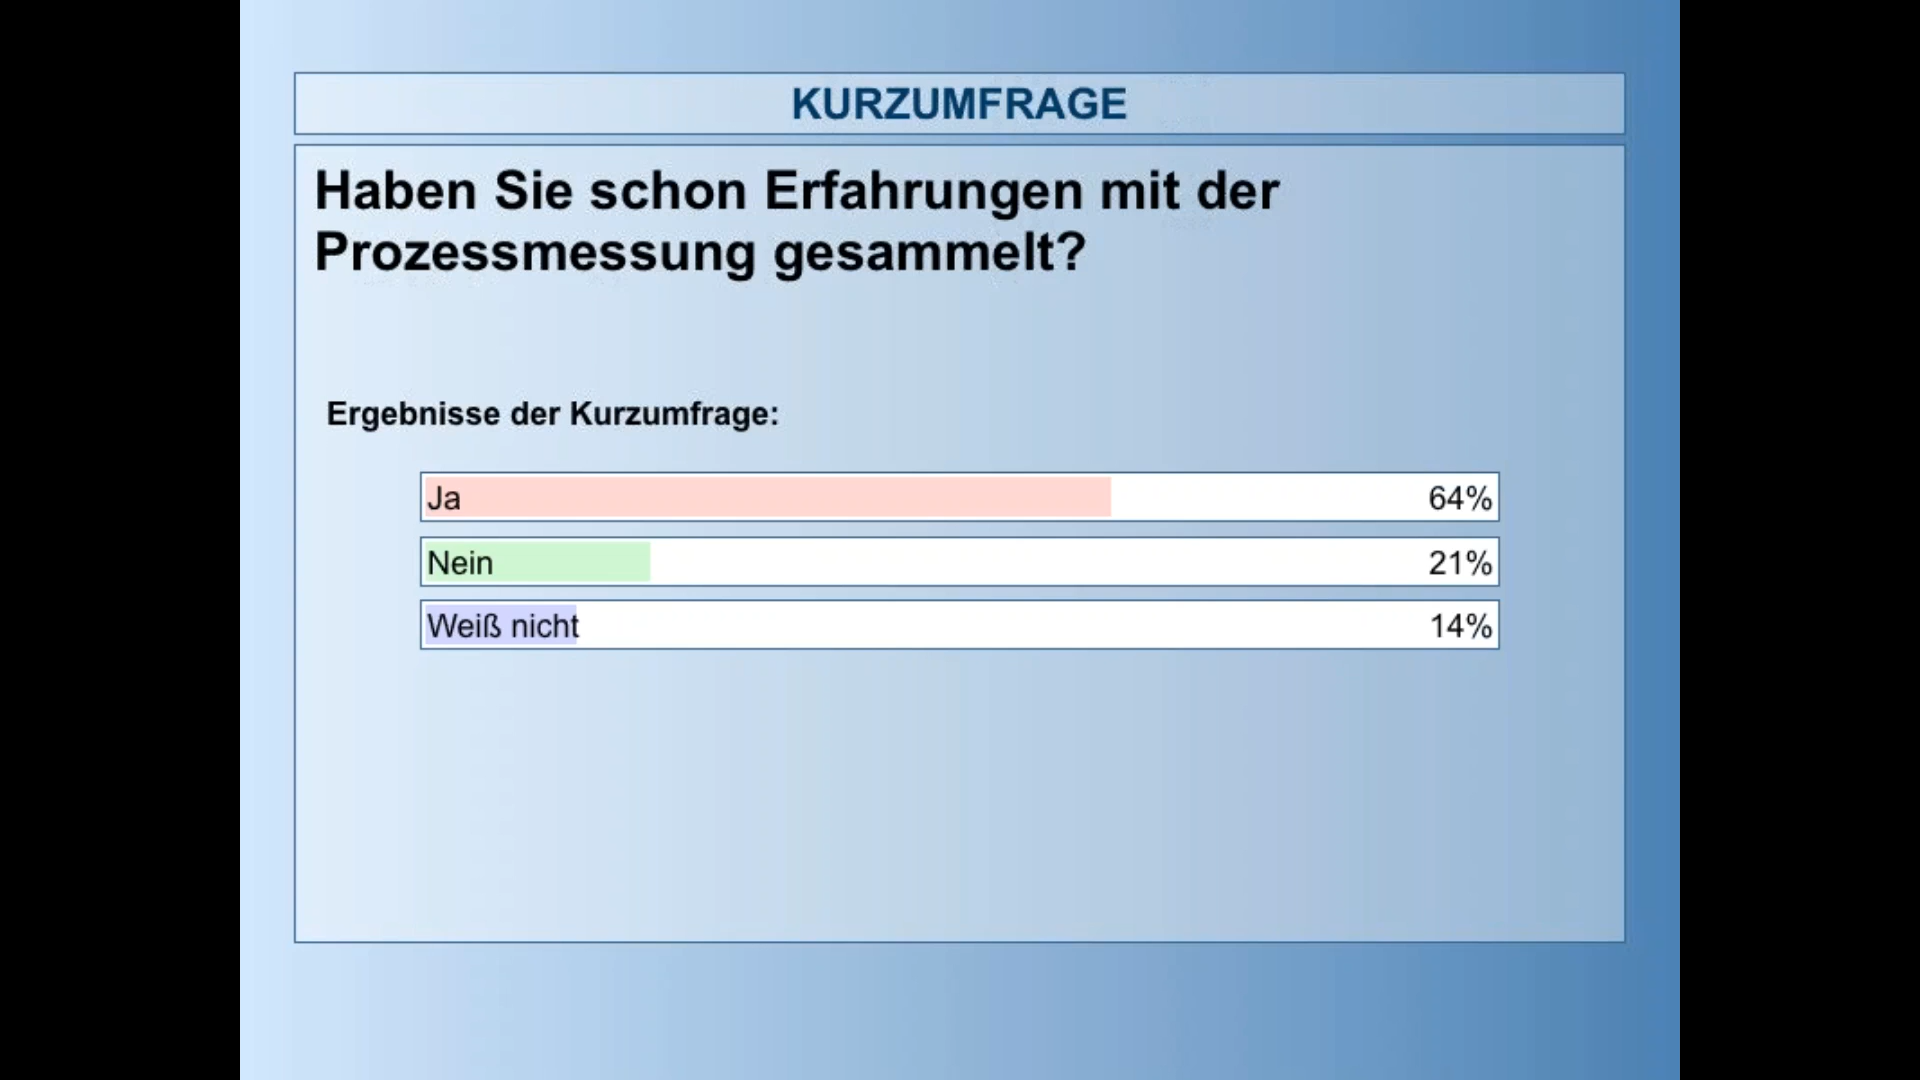 KURZUMFRAGE
Haben Sie schon Erfahrungen mit der
Prozessmessung gesammelt?
Ergebnisse der Kurzumfrage:
Ja 64%
Nein 21%
Weiß nicht 14%